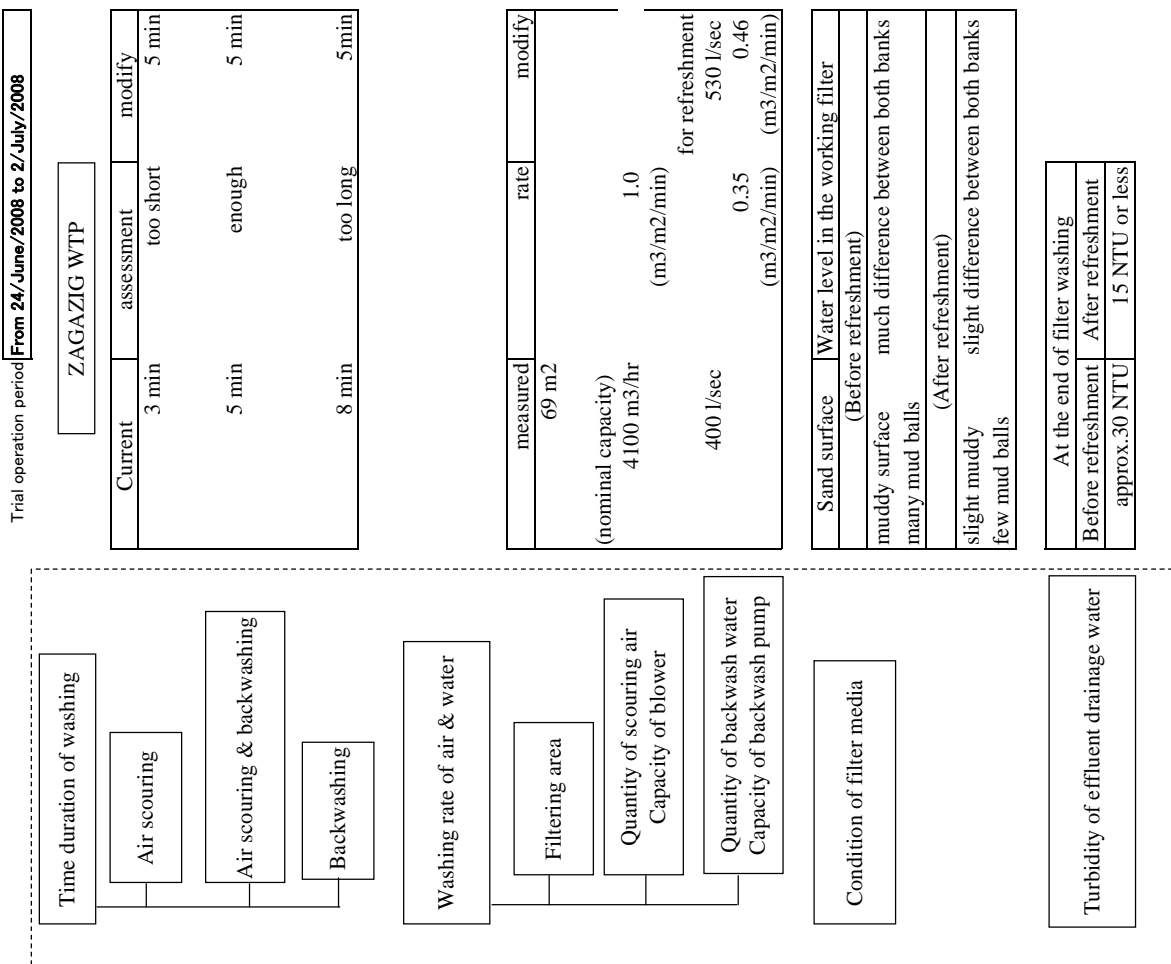 Trial operation period From 24/June/2008 to 2/July/2008
ZAGAZIG WTP
Time duration of washing
Current assessment modify
Air scouring 3 min too short 5 min
Air scouring & backwashing 5 min enough 5 min
Backwashing 8 min too long 5min
Washing rate of air & water
measured rate modify
Filtering area 69 m2
Quantity of scouring air (nominal capacity)
Capacity of blower 4100 m3/hr 1.0
(m3/m2/min)
for refreshment
Quantity of backwash water 400 l/sec 530 l/sec
Capacity of backwash pump 0.35 0.46
(m3/m2/min) (m3/m2/min)
Condition of filter media
Sand surface Water level in the working filter
(Before refreshment)
muddy surface much difference between both banks
many mud balls
(After refreshment)
slight muddy slight difference between both banks
few mud balls
Turbidity of effluent drainage water
At the end of filter washing
Before refreshment After refreshment
approx.30 NTU 15 NTU or less